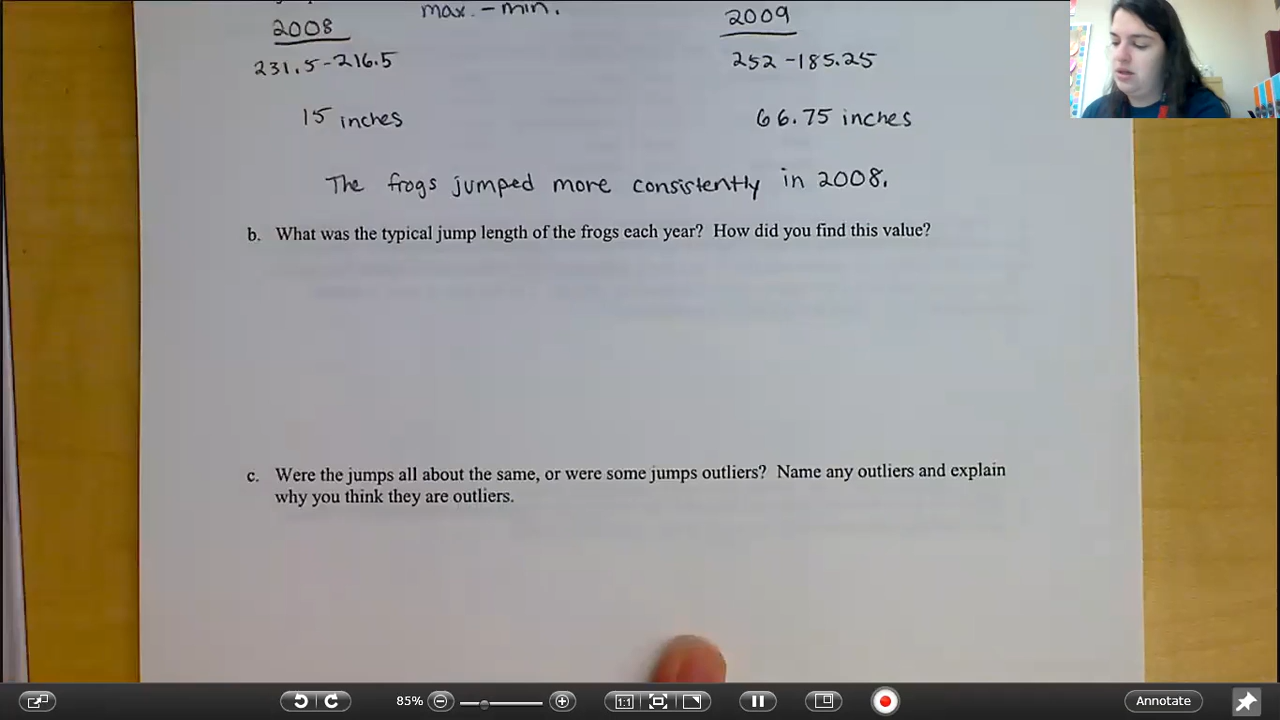 max. - min.
2008
2009
231.5-216.5
252-185.25
15 inches
66.75 inches
The frogs jumped more consistently in 2008.
b. What was the typical jump length of the frogs each year? How did you find this value?
c. Were the jumps all about the same, or were some jumps outliers? Name any outliers and explain
why you think they are outliers.
85%
1:1
Annotate